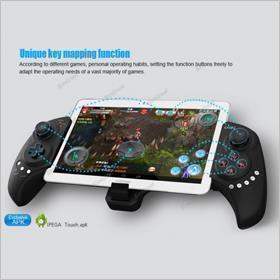 Unique key mapping function
According to different games, personal operating habits, setting the function buttons freely to
adapt the operating needs of a vast majority of games.
Exclusive
APK
IPEGA Touch.apk